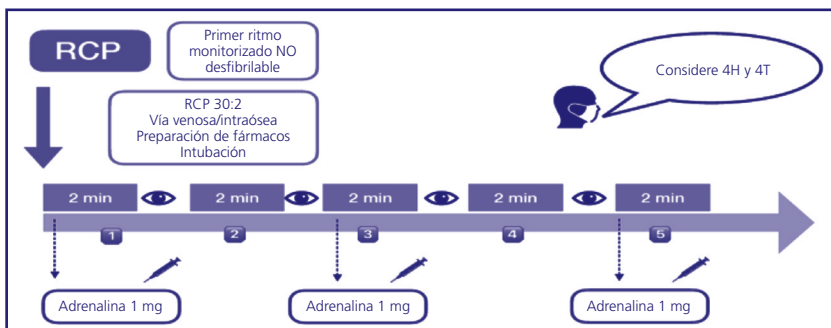 RCP
Primer ritmo
monitorizado NO
desfibrilable
Considere 4H y 4T
RCP 30:2
Vía venosa/intraósea
Preparación de fármacos
Intubación
2 min
2 min
2 min
2 min
2 min
1
2
3
4
5
Adrenalina 1 mg
Adrenalina 1 mg
Adrenalina 1 mg